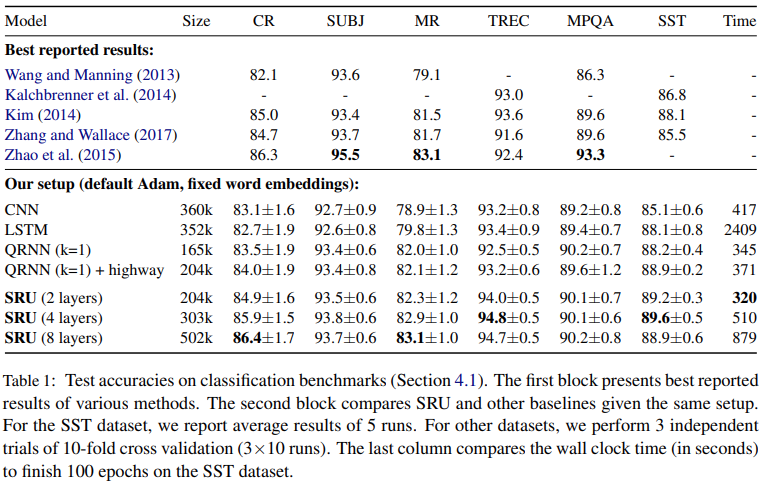 Model Size CR SUBJ MR TREC MPQA SST Time
Best reported results:
Wang and Manning (2013) 82.1 93.6 79.1 - 86.3 - -
Kalchbrenner et al. (2014) - - - 93.0 - 86.8 -
Kim (2014) 85.0 93.4 81.5 93.6 89.6 88.1 -
Zhang and Wallace (2017) 84.7 93.7 81.7 91.6 89.6 85.5 -
Zhao et al. (2015) 86.3 95.5 83.1 92.4 93.3 - -
Our setup (default Adam, fixed word embeddings):
CNN 360k 83.1±1.6 92.7±0.9 78.9±1.3 93.2±0.8 89.2±0.8 85.1±0.6 417
LSTM 352k 82.7±1.9 92.6±0.8 79.8±1.3 93.4±0.9 89.4±0.7 88.1±0.8 2409
QRNN (k=1) 165k 83.5±1.9 93.4±0.6 82.0±1.0 92.5±0.5 90.2±0.7 88.2±0.4 345
QRNN (k=1) + highway 204k 84.0±1.9 93.4±0.8 82.1±1.2 93.2±0.6 89.6±1.2 88.9±0.2 371
SRU (2 layers) 204k 84.9±1.6 93.5±0.6 82.3±1.2 94.0±0.5 90.1±0.7 89.2±0.3 320
SRU (4 layers) 303k 85.9±1.5 93.8±0.6 82.9±1.0 94.8±0.5 90.1±0.6 89.6±0.5 510
SRU (8 layers) 502k 86.4±1.7 93.7±0.6 83.1±1.0 94.7±0.5 90.2±0.8 88.9±0.6 879
Table 1: Test accuracies on classification benchmarks (Section 4.1). The first block presents best reported
results of various methods. The second block compares SRU and other baselines given the same setup.
For the SST dataset, we report average results of 5 runs. For other datasets, we perform 3 independent
trials of 10-fold cross validation (3×10 runs). The last column compares the wall clock time (in seconds)
to finish 100 epochs on the SST dataset.